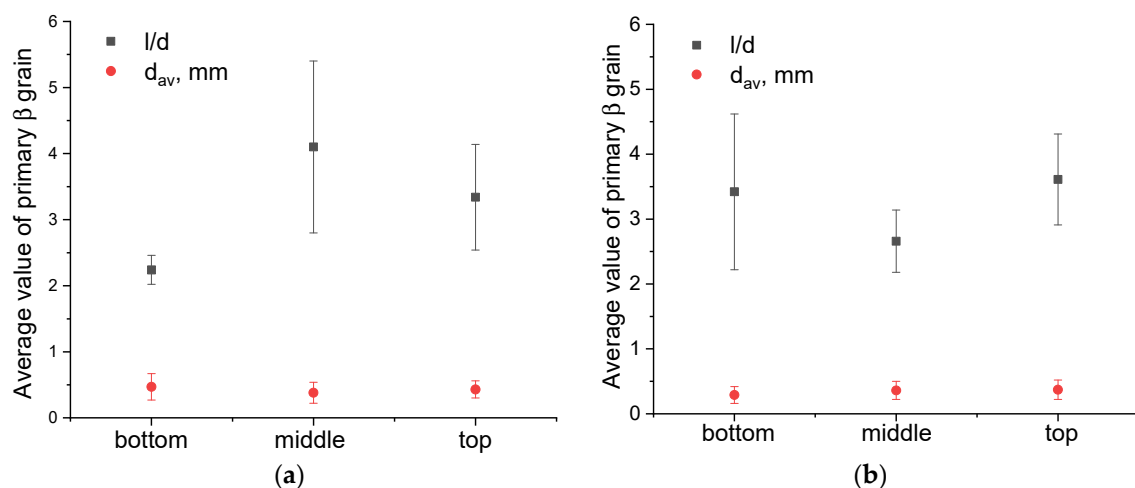 Average value of primary β grain
6
5
4
3
2
1
0
l/d
d_av, mm
bottom middle top
(a)
Average value of primary β grain
6
5
4
3
2
1
0
l/d
d_av, mm
bottom middle top
(b)